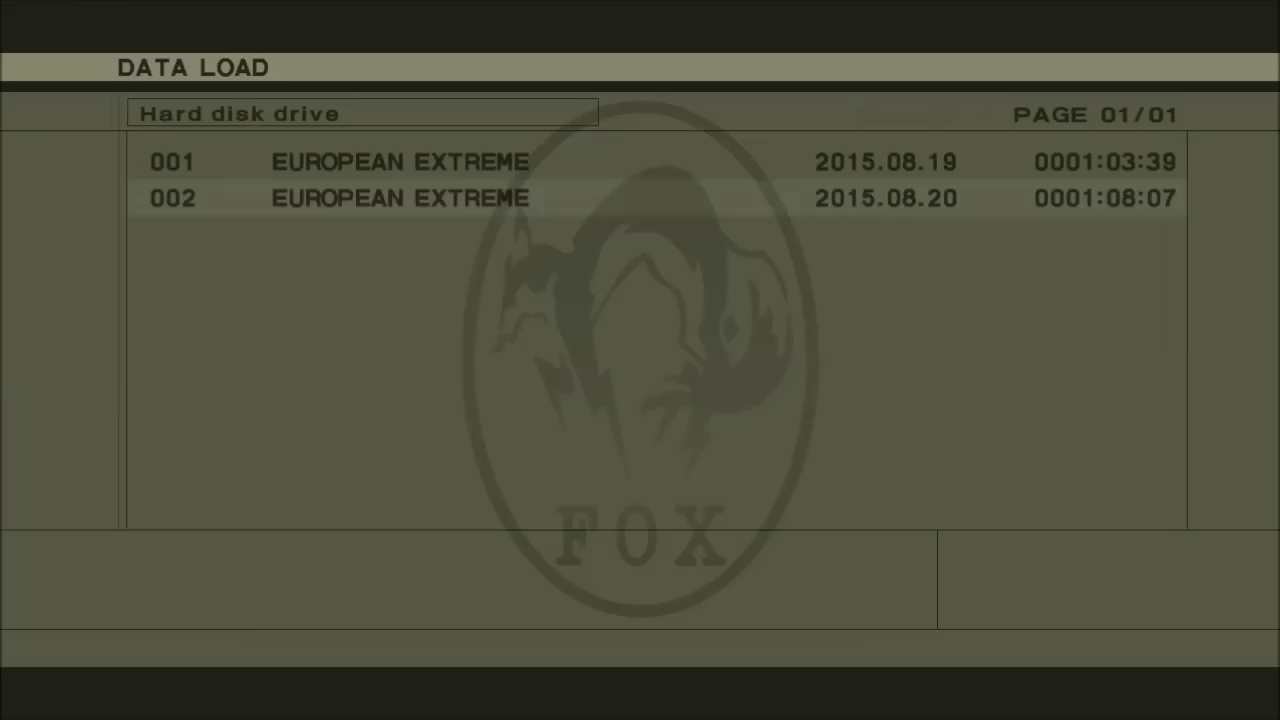 DATA LOAD
Hard disk drive PAGE 01/01
001 EUROPEAN EXTREME 2015.08.19 0001:03:39
002 EUROPEAN EXTREME 2015.08.20 0001:08:07
FOX